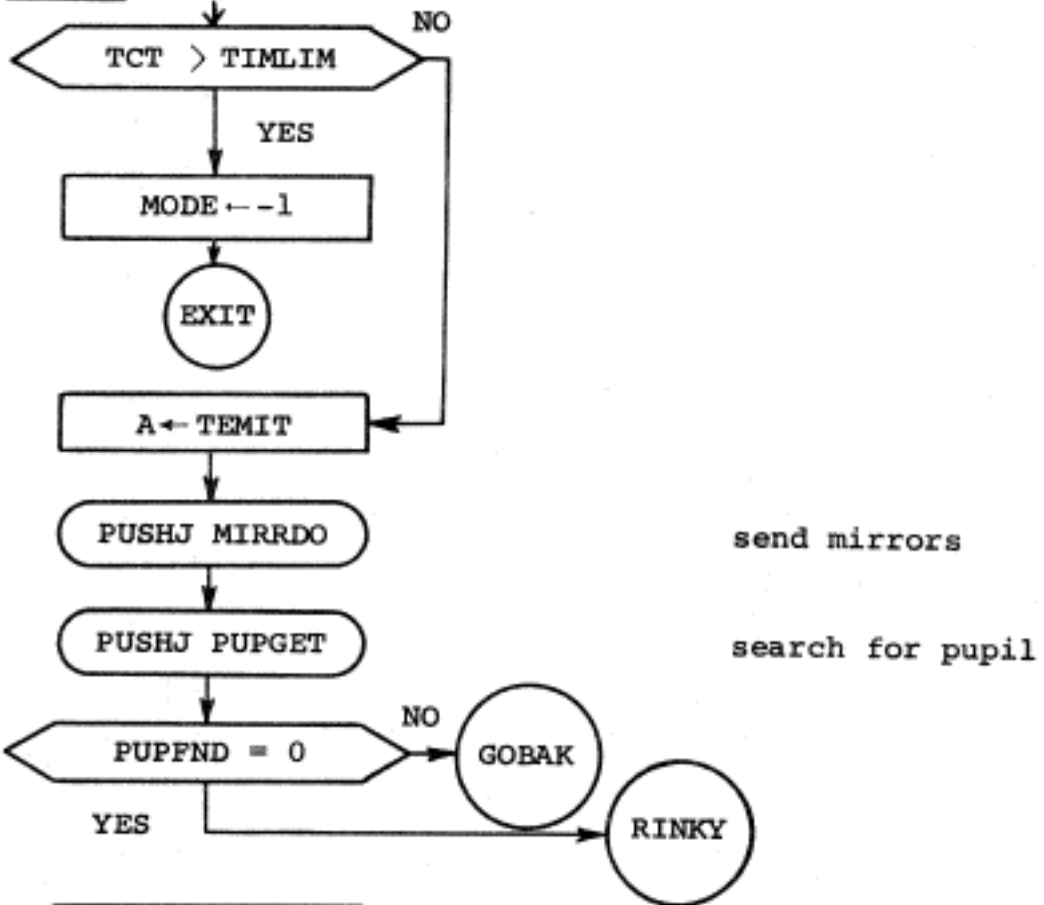 NO
TCT > TIMLIM
YES
MODE ← -1
EXIT
A ← TEMIT
PUSHJ MIRRDO
send mirrors
PUSHJ PUPGET
search for pupil
NO
PUPFND = 0
GOBAK
YES
RINKY